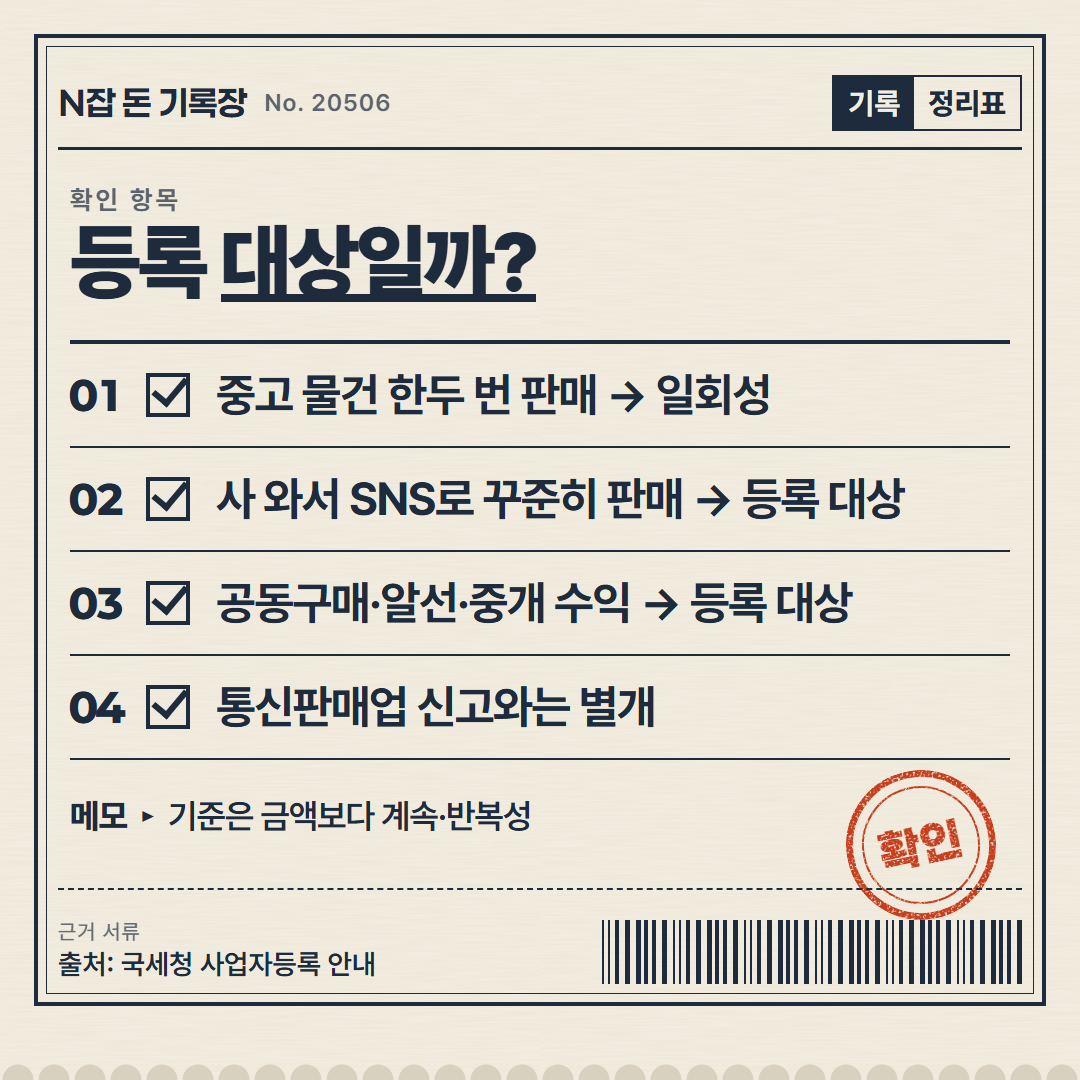 N잡 돈 기록장 No. 20506
기록 정리표
확인 항목
등록 대상일까?
01 중고 물건 한두 번 판매 → 일회성
02 사 와서 SNS로 꾸준히 판매 → 등록 대상
03 공동구매·알선·중개 수익 → 등록 대상
04 통신판매업 신고와는 별개
메모 ▸ 기준은 금액보다 계속·반복성
확인
근거 서류
출처: 국세청 사업자등록 안내